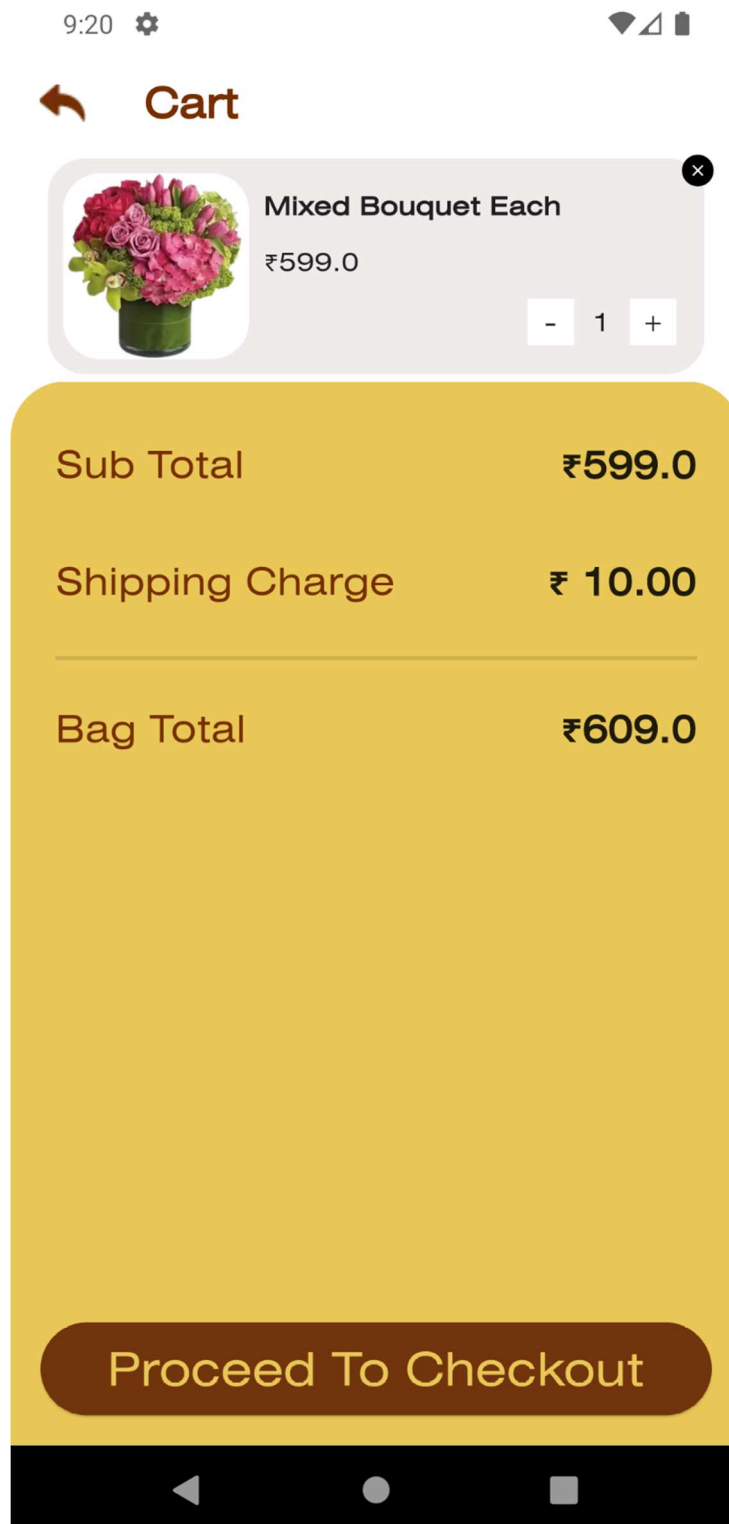 9:20
Cart
Mixed Bouquet Each
₹599.0
- 1 +
Sub Total ₹599.0
Shipping Charge ₹ 10.00
Bag Total ₹609.0
Proceed To Checkout